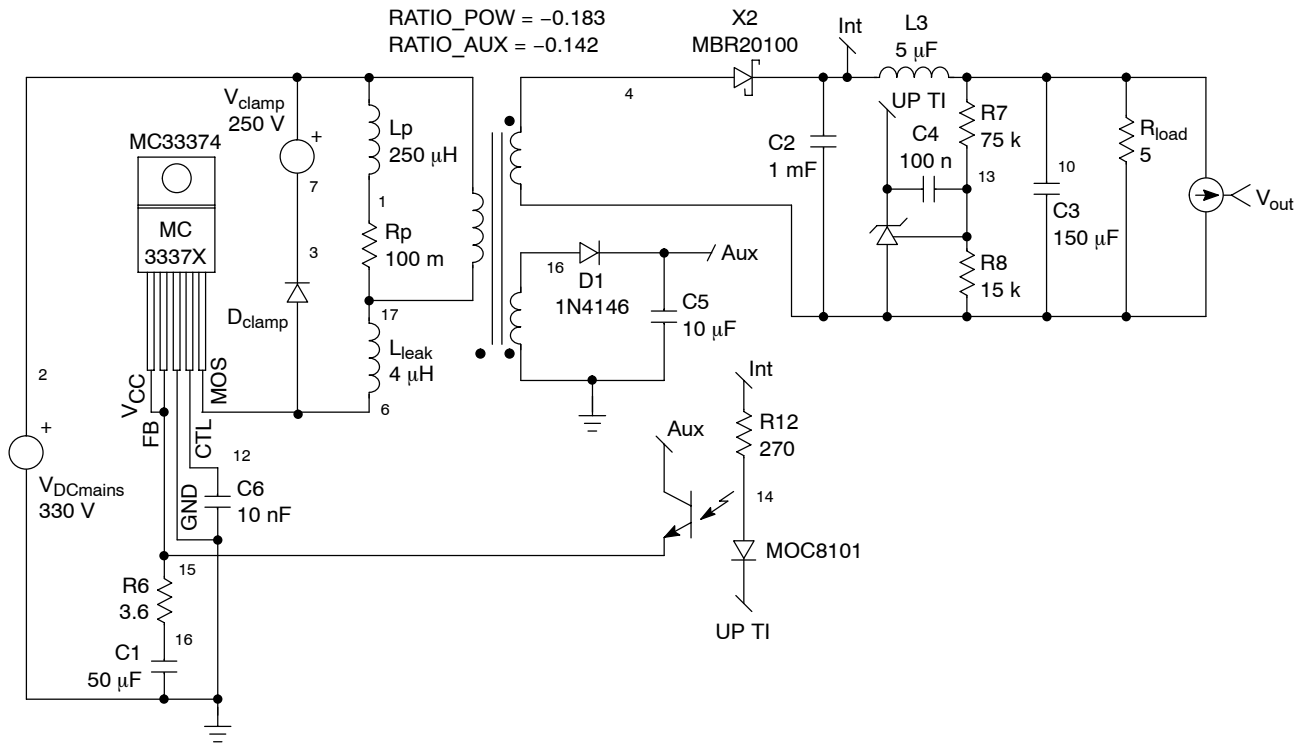 RATIO_POW = −0.183
RATIO_AUX = −0.142
X2
MBR20100
Int
L3
5 μF
4
V_clamp
250 V
+
MC33374
MC
3337X
7
3
D_clamp
Lp
250 μH
1
Rp
100 m
17
L_leak
4 μH
6
16
D1
1N4146
Aux
C5
10 μF
C2
1 mF
UP TI
C4
100 n
R7
75 k
13
R8
15 k
10
C3
150 μF
R_load
5
V_out
2
+
V_DCmains
330 V
V_CC
FB
GND
CTL
MOS
12
C6
10 nF
15
R6
3.6
16
C1
50 μF
Aux
Int
R12
270
14
MOC8101
UP TI